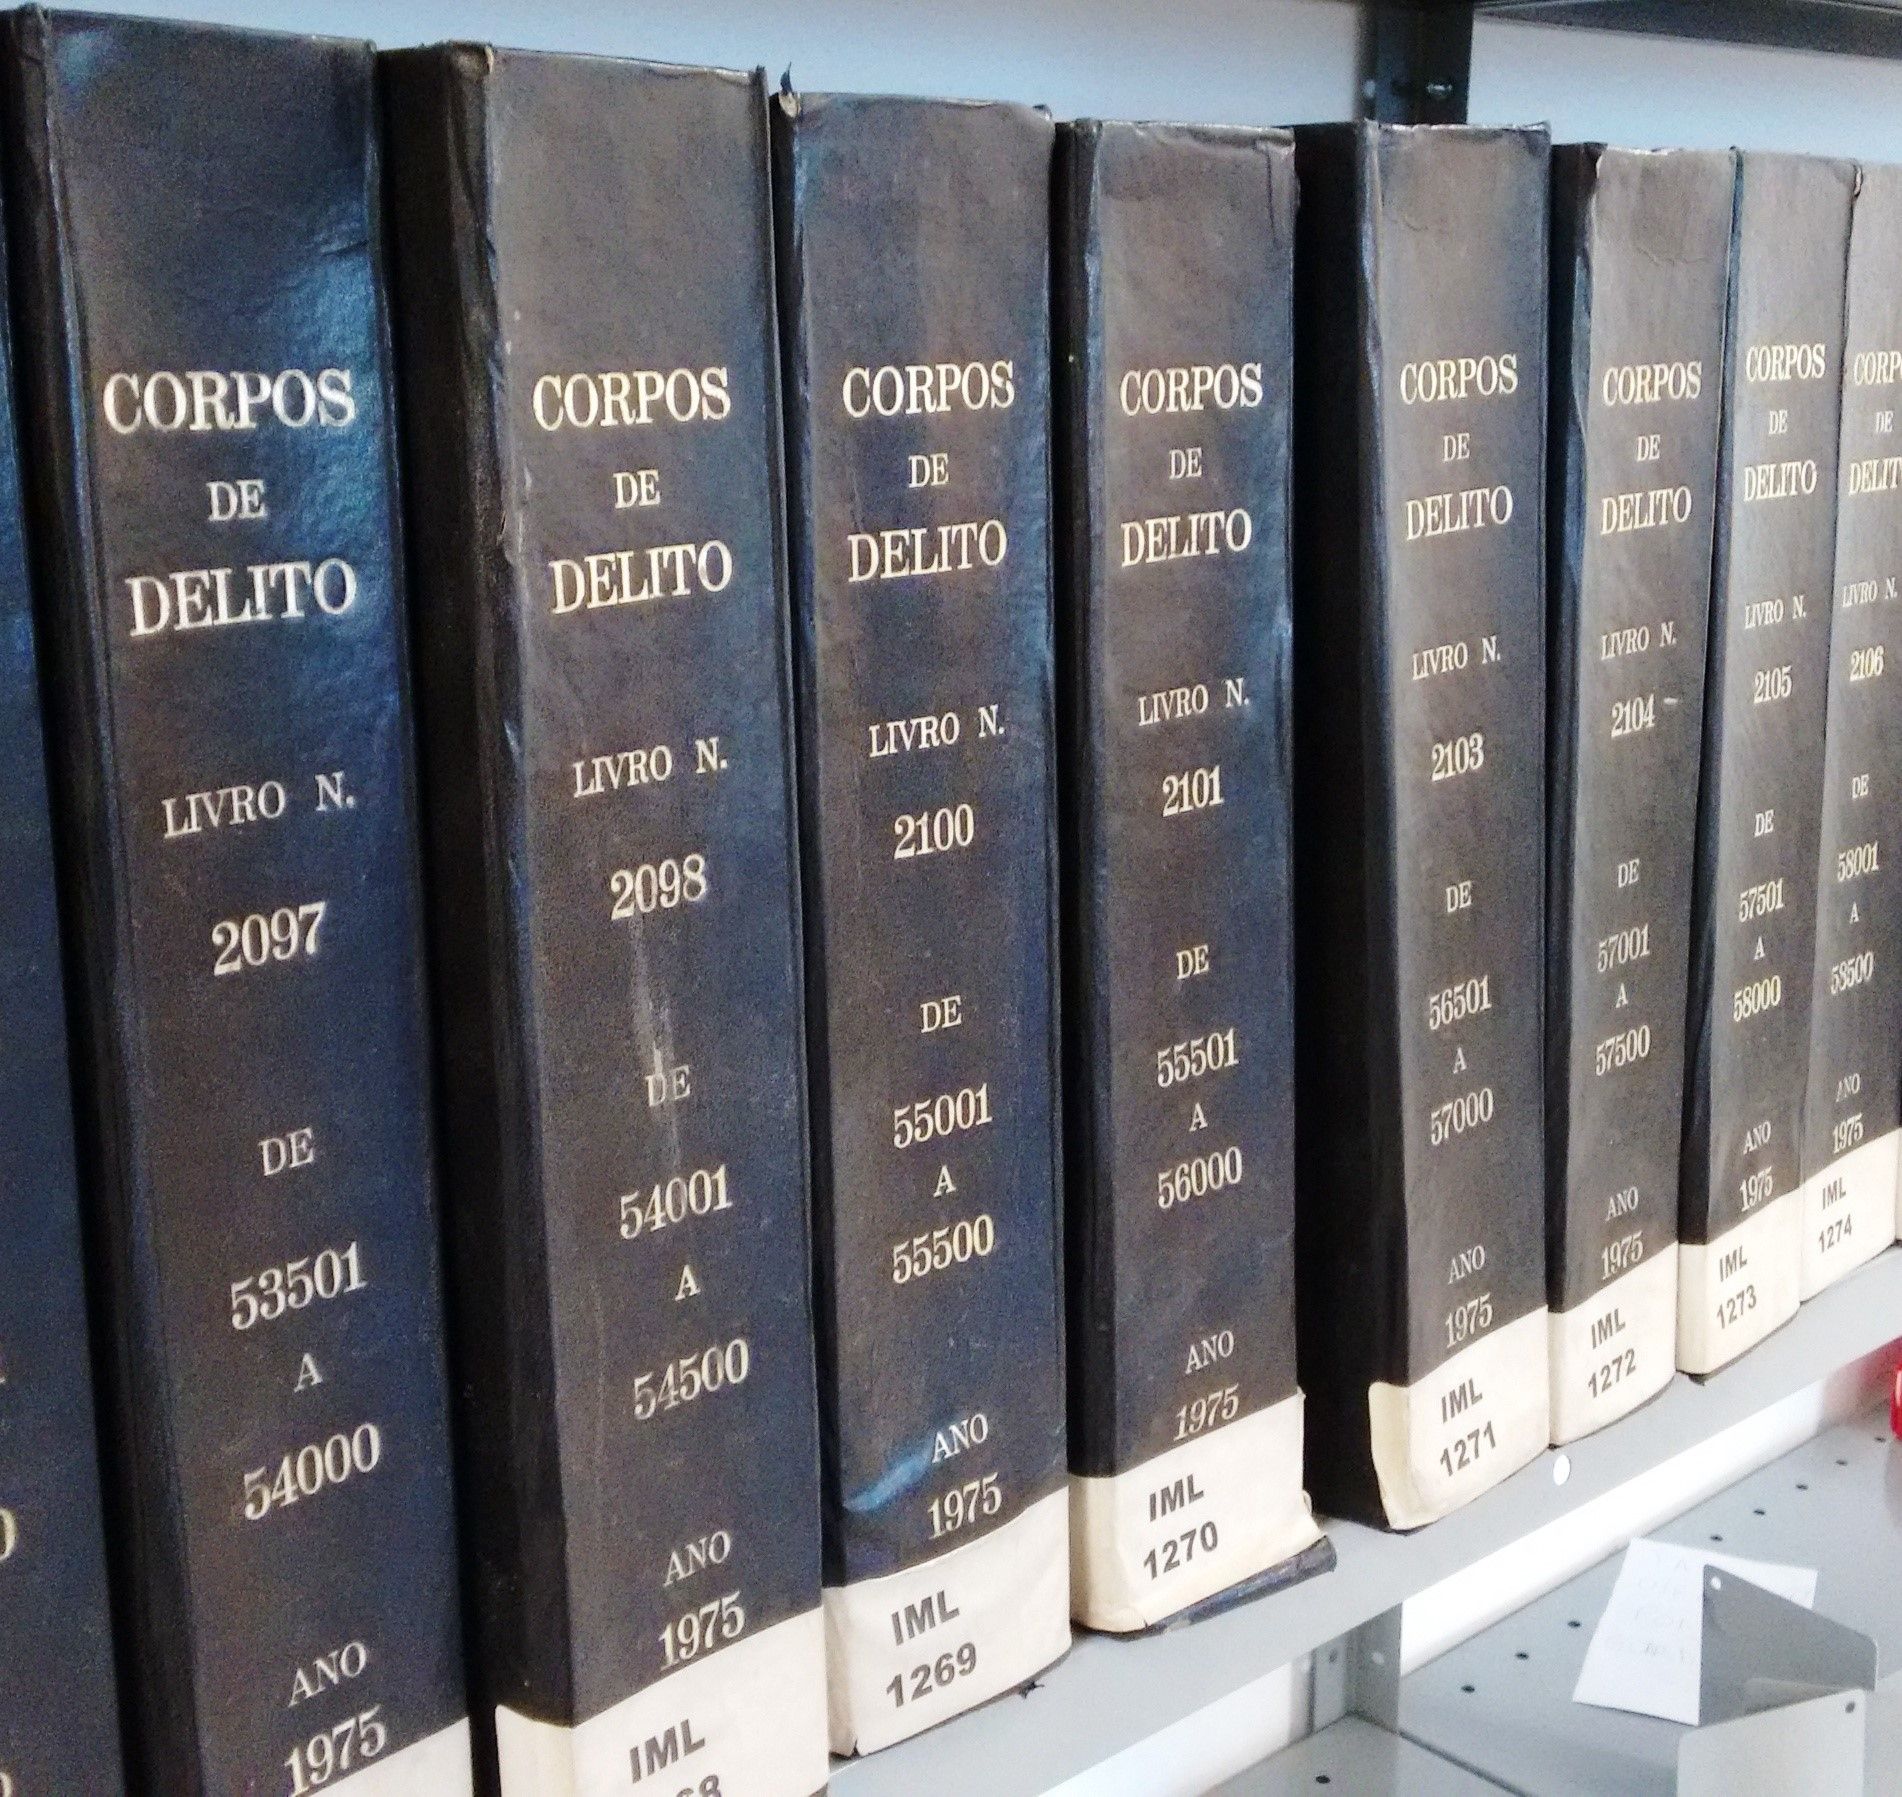 CORPOS
DE
DELITO
LIVRO N.
2097
DE
53501
A
54000
ANO
1975
CORPOS
DE
DELITO
LIVRO N.
2098
DE
54001
A
54500
ANO
1975
IML
CORPOS
DE
DELITO
LIVRO N.
2100
DE
55001
A
55500
ANO
1975
IML
1269
CORPOS
DE
DELITO
LIVRO N.
2101
DE
55501
A
56000
ANO
1975
IML
1270
CORPOS
DE
DELITO
LIVRO N.
2103
DE
56501
A
57000
ANO
1975
IML
1271
CORPOS
DE
DELITO
LIVRO N.
2104
DE
57001
A
57500
ANO
1975
IML
1272
CORPOS
DE
DELITO
LIVRO N.
2105
DE
57501
A
58000
ANO
1975
IML
1273
CORPO
DE
DELIT
LIVRO N.
2106
DE
58001
A
58500
ANO
1975
IML
1274